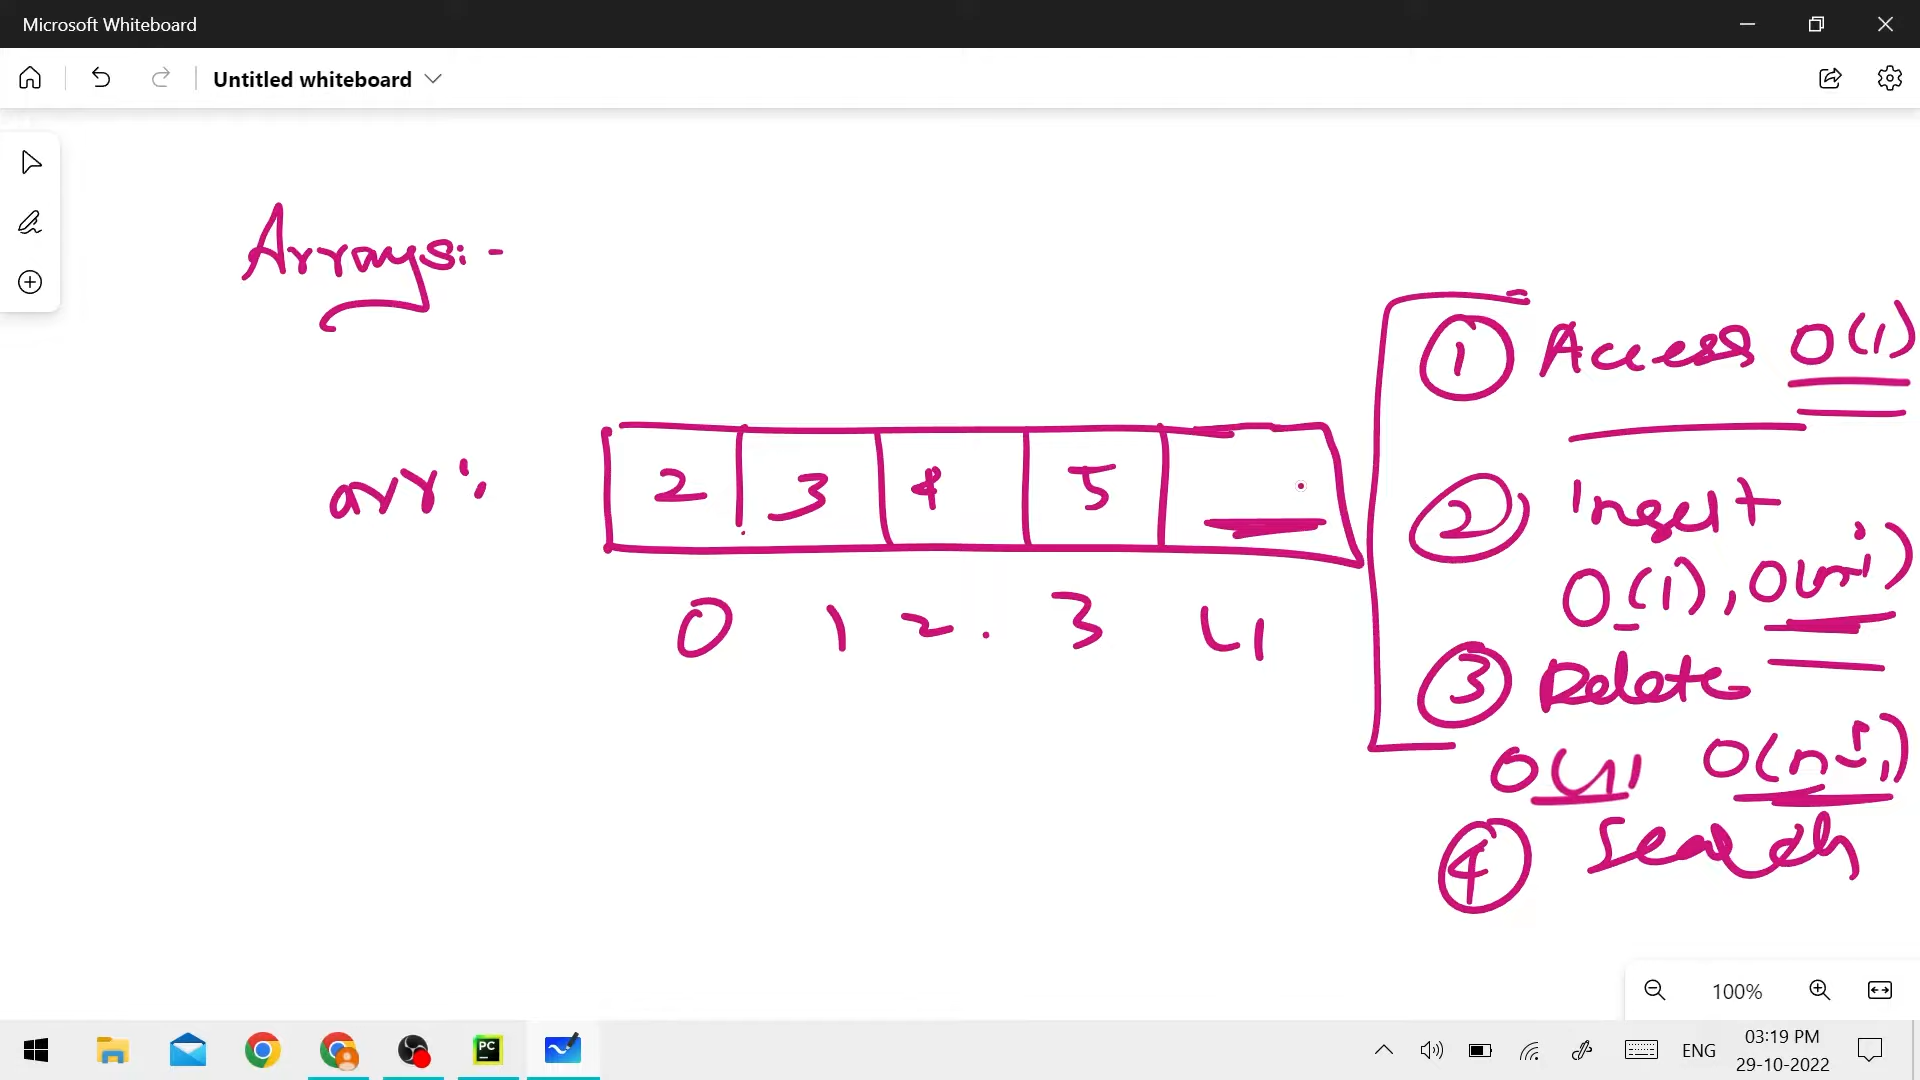 Microsoft Whiteboard
Untitled whiteboard
Arrays:-
arr:
2 3 4 5
0 1 2 3 4
1 Access O(1)
2 Insert
O(1), O(n-i)
3 Delete
O(1) O(n-i)
4 Search
100%
PC
ENG
03:19 PM
29-10-2022